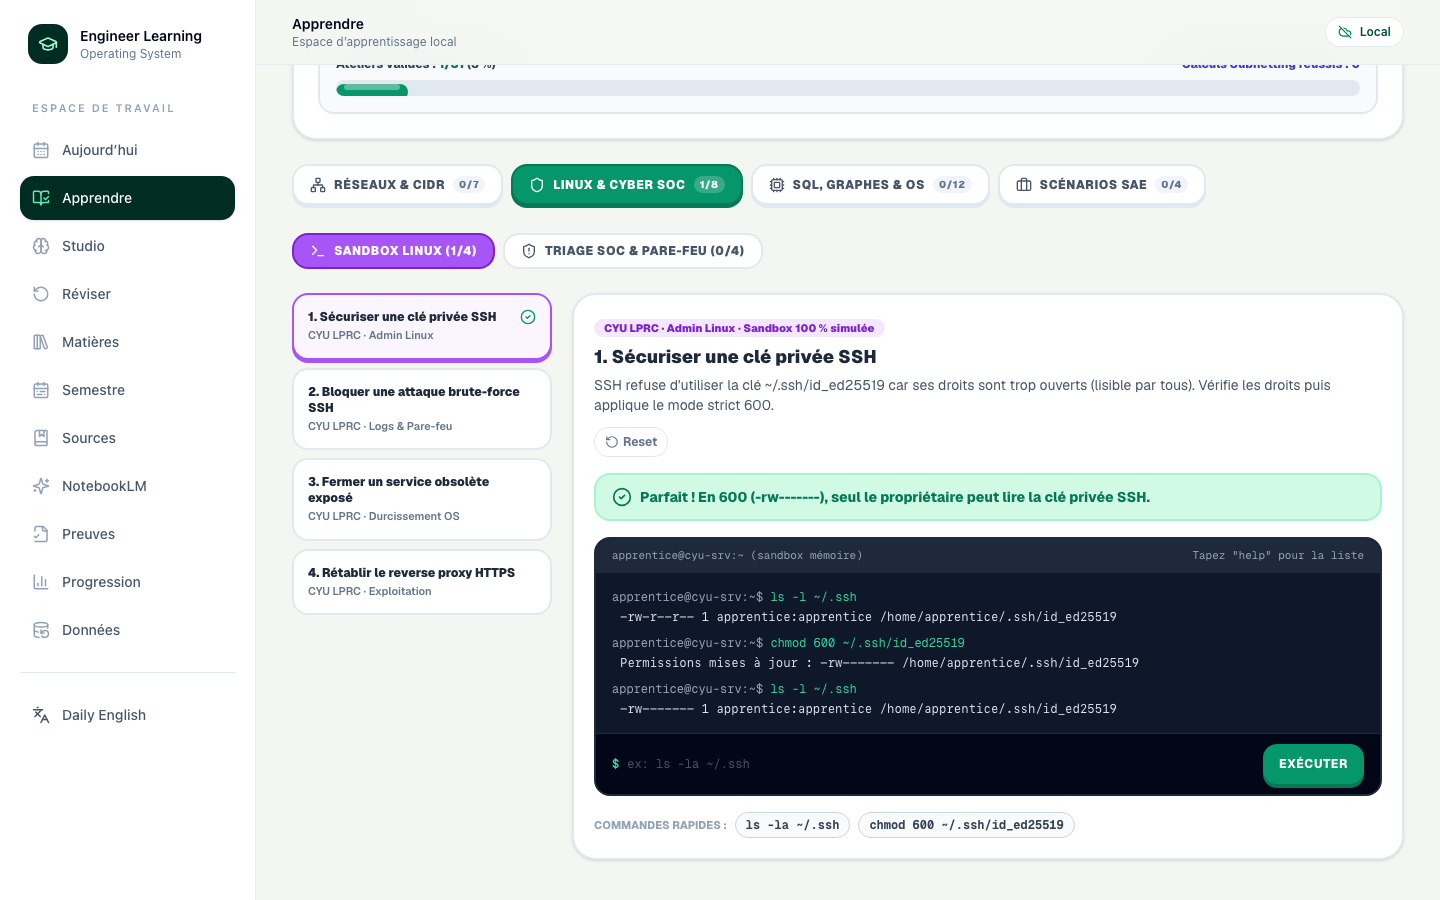 Engineer Learning
Operating System
ESPACE DE TRAVAIL
Aujourd'hui
Apprendre
Studio
Réviser
Matières
Semestre
Sources
NotebookLM
Preuves
Progression
Données
Daily English
Apprendre
Espace d'apprentissage local
Local
RÉSEAUX & CIDR 0/7
LINUX & CYBER SOC 1/8
SQL, GRAPHES & OS 0/12
SCÉNARIOS SAE 0/4
SANDBOX LINUX (1/4)
TRIAGE SOC & PARE-FEU (0/4)
1. Sécuriser une clé privée SSH
CYU LPRC · Admin Linux
2. Bloquer une attaque brute-force
SSH
CYU LPRC · Logs & Pare-feu
3. Fermer un service obsolète
exposé
CYU LPRC · Durcissement OS
4. Rétablir le reverse proxy HTTPS
CYU LPRC · Exploitation
CYU LPRC · Admin Linux · Sandbox 100 % simulée
1. Sécuriser une clé privée SSH
SSH refuse d'utiliser la clé ~/.ssh/id_ed25519 car ses droits sont trop ouverts (lisible par tous). Vérifie les droits puis
applique le mode strict 600.
Reset
Parfait ! En 600 (-rw-------), seul le propriétaire peut lire la clé privée SSH.
apprentice@cyu-srv:~ (sandbox mémoire)
Tapez "help" pour la liste
apprentice@cyu-srv:~$ ls -l ~/.ssh
-rw-r--r-- 1 apprentice:apprentice /home/apprentice/.ssh/id_ed25519
apprentice@cyu-srv:~$ chmod 600 ~/.ssh/id_ed25519
Permissions mises à jour : -rw------- /home/apprentice/.ssh/id_ed25519
apprentice@cyu-srv:~$ ls -l ~/.ssh
-rw------- 1 apprentice:apprentice /home/apprentice/.ssh/id_ed25519
$ ex: ls -la ~/.ssh
EXÉCUTER
COMMANDES RAPIDES : ls -la ~/.ssh chmod 600 ~/.ssh/id_ed25519